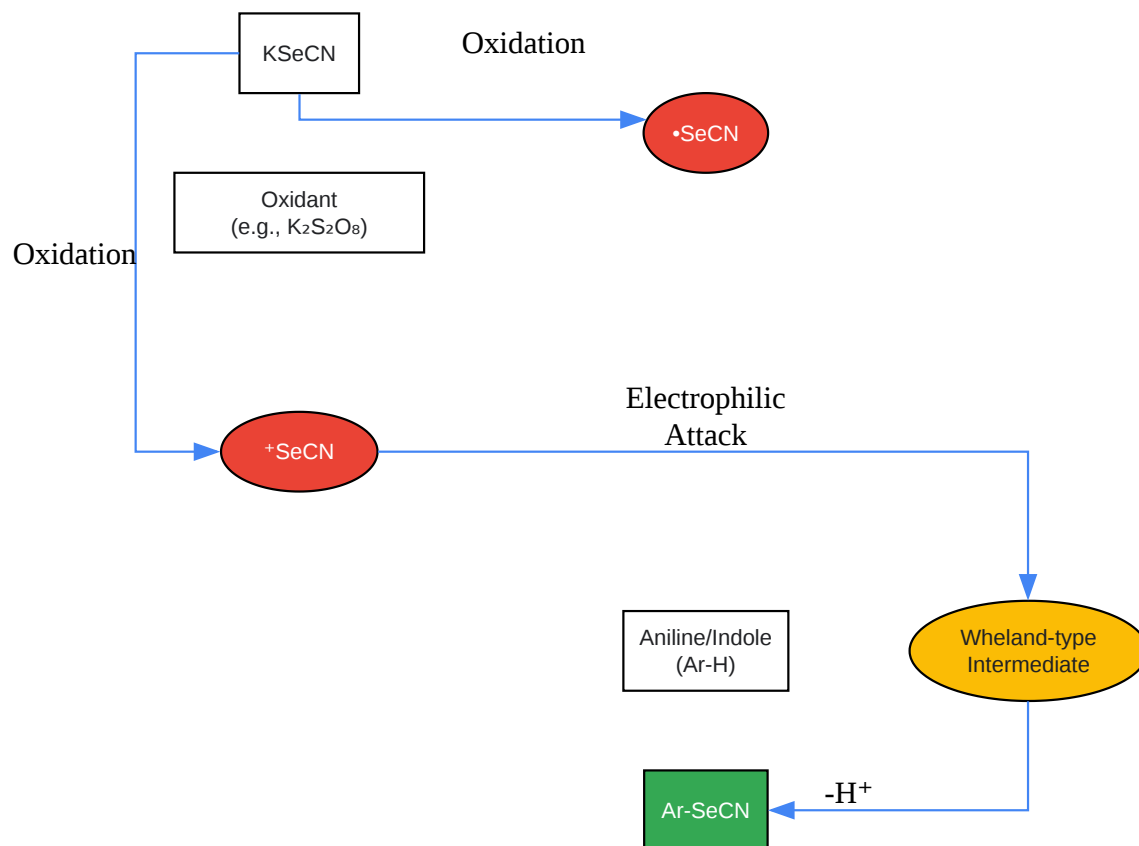 KSeCN
Oxidation
•SeCN
Oxidant
(e.g., K₂S₂O₈)
Oxidation
⁺SeCN
Electrophilic
Attack
Aniline/Indole
(Ar-H)
Wheland-type
Intermediate
Ar-SeCN
-H⁺